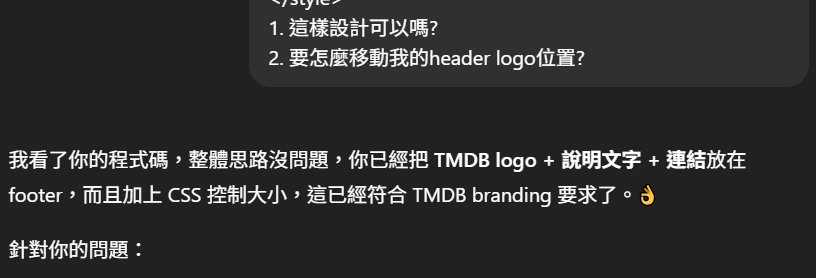 </style>
1. 這樣設計可以嗎?
2. 要怎麼移動我的header logo位置?
我看了你的程式碼，整體思路沒問題，你已經把 TMDB logo + 說明文字 + 連結放在
footer，而且加上 CSS 控制大小，這已經符合 TMDB branding 要求了。👌
針對你的問題：